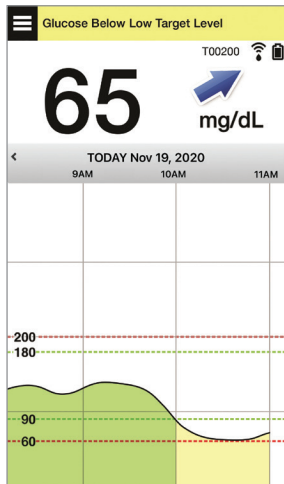 Glucose Below Low Target Level
T00200
65
mg/dL
TODAY Nov 19, 2020
9AM 10AM 11AM
200
180
90
60